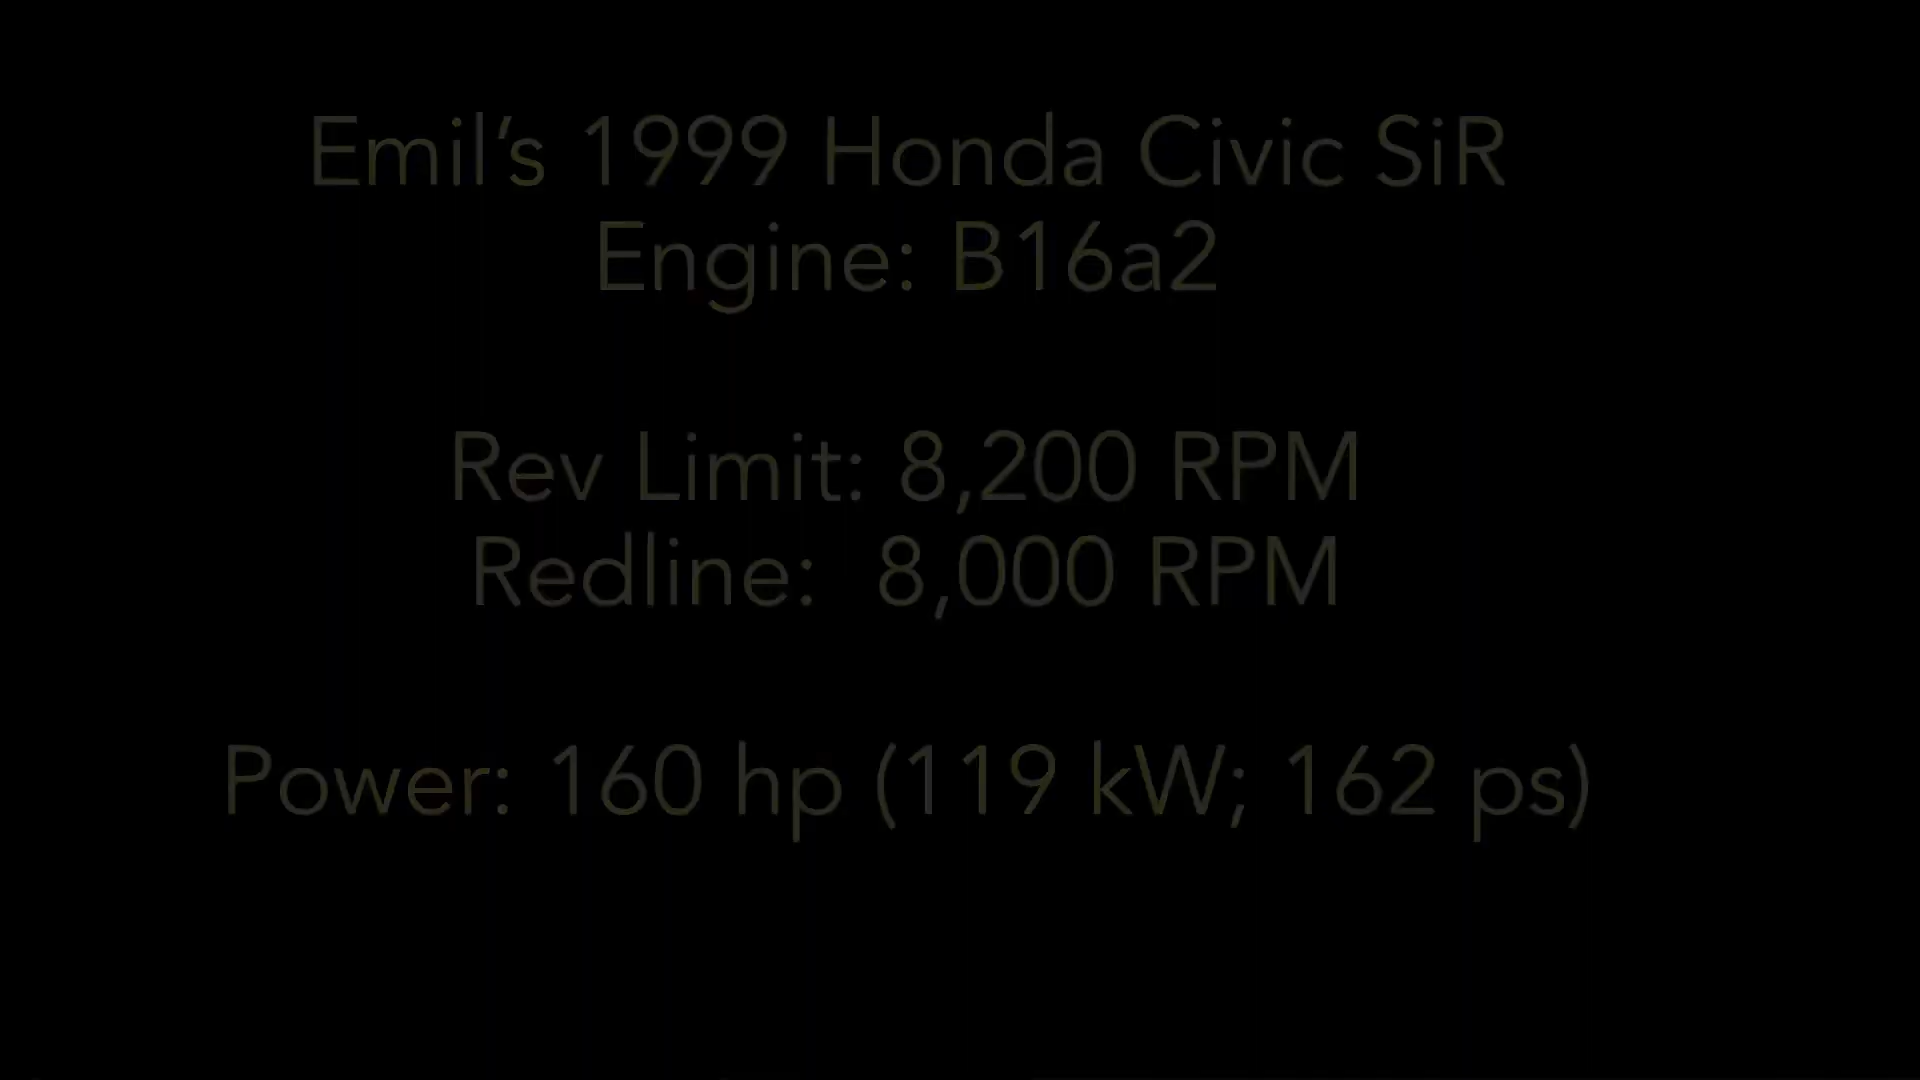 Emil’s 1999 Honda Civic SiR
Engine: B16a2
Rev Limit: 8,200 RPM
Redline: 8,000 RPM
Power: 160 hp (119 kW; 162 ps)